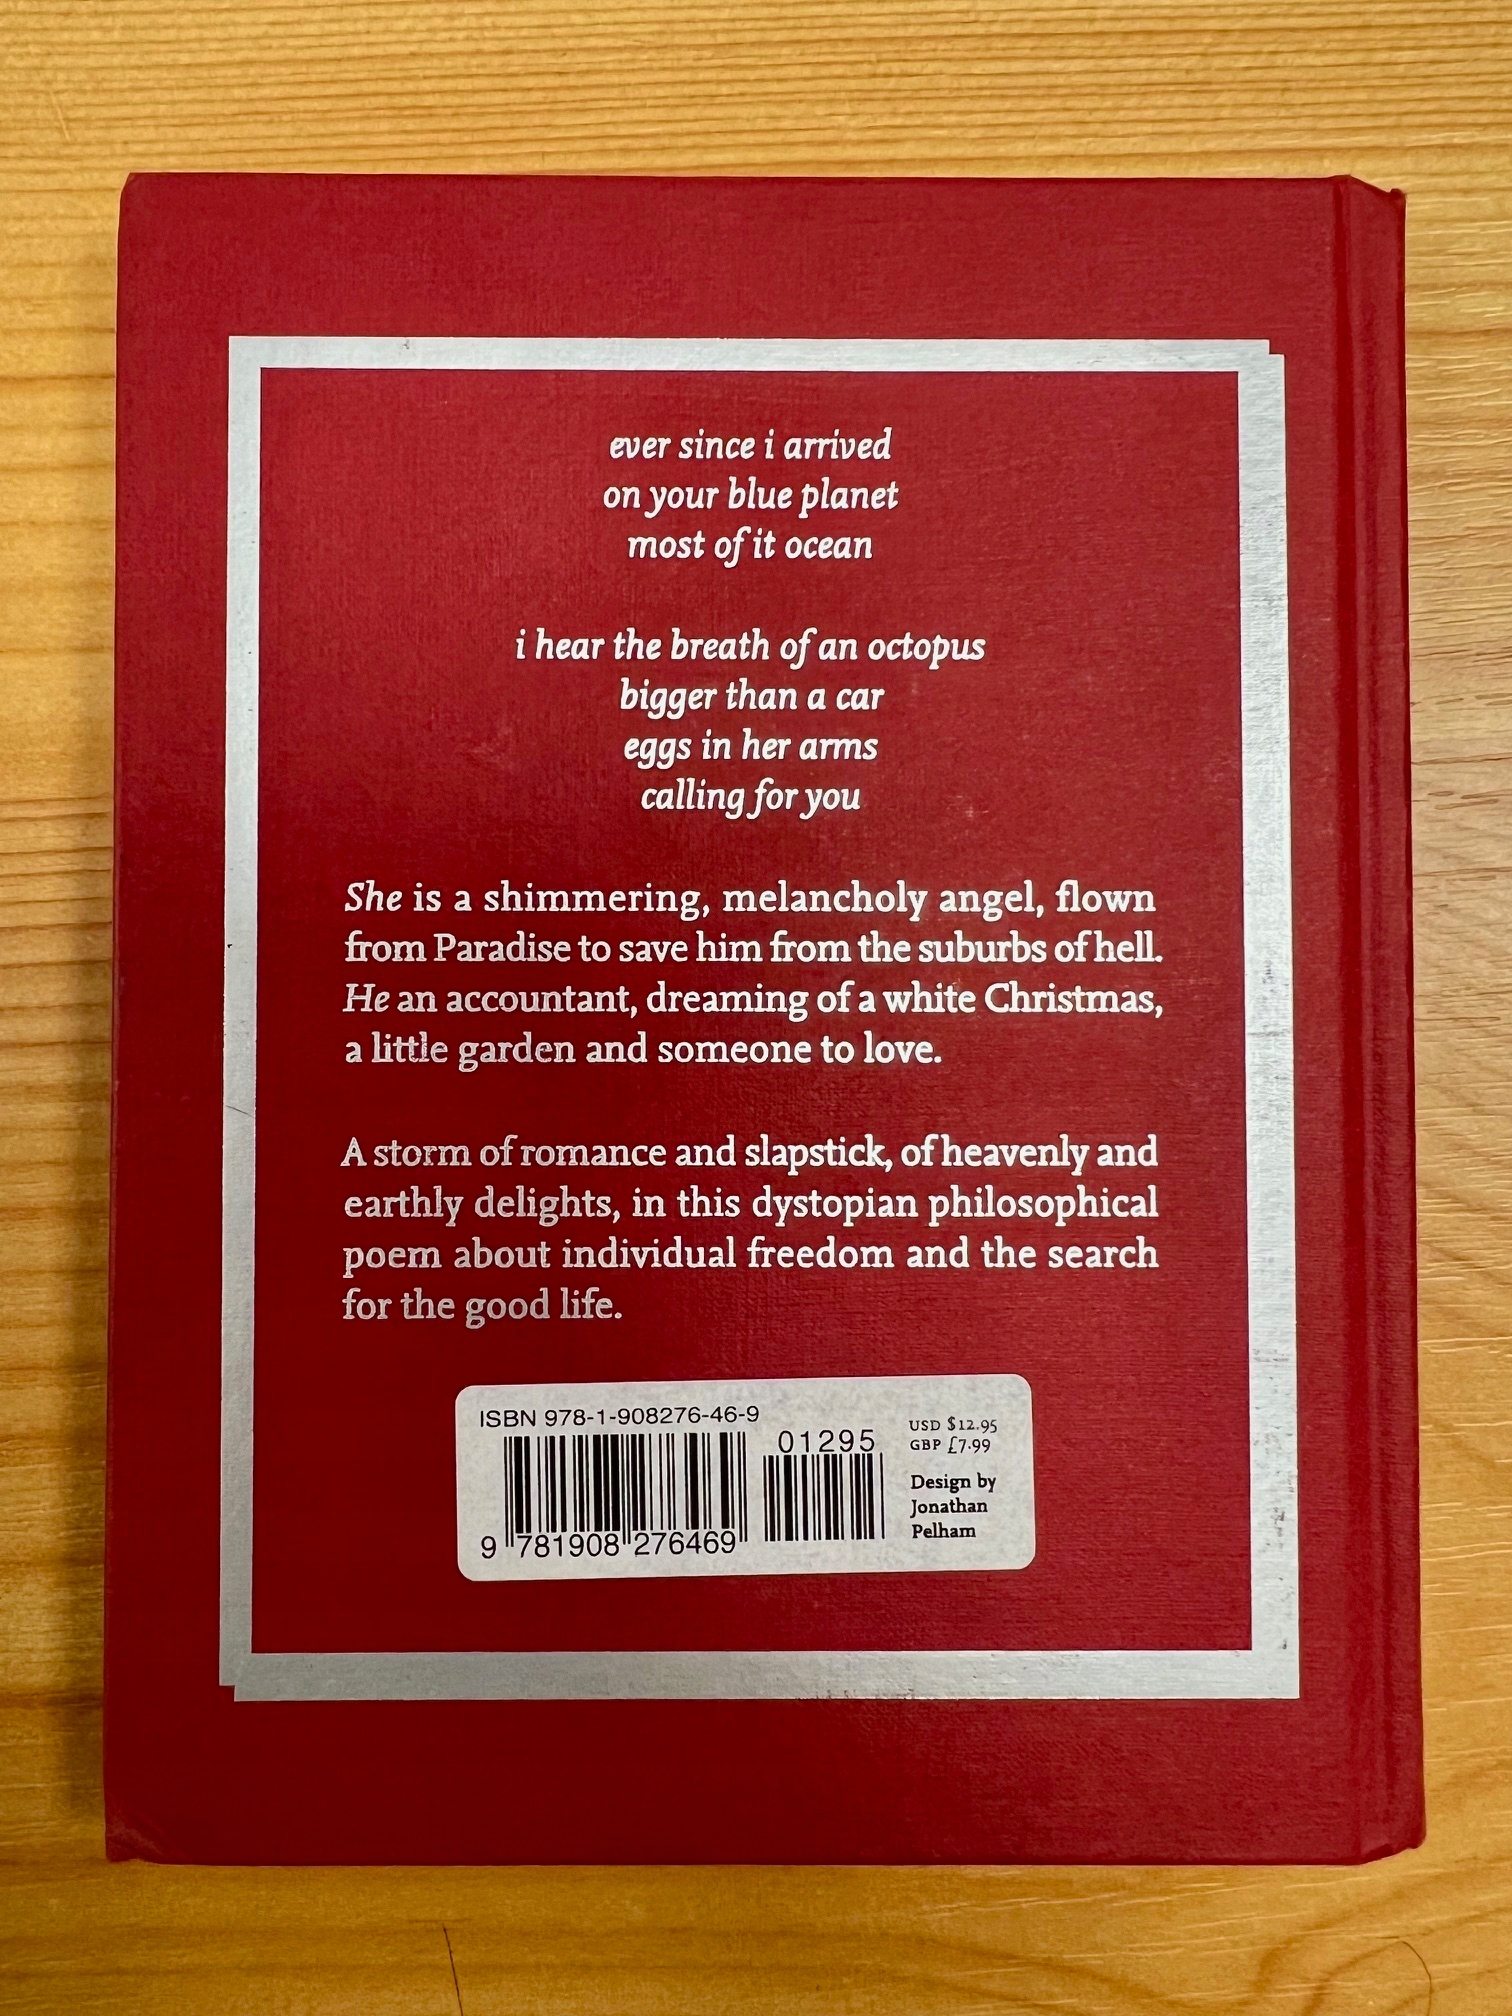 ever since i arrived
on your blue planet
most of it ocean
i hear the breath of an octopus
bigger than a car
eggs in her arms
calling for you
She is a shimmering, melancholy angel, flown
from Paradise to save him from the suburbs of hell.
He an accountant, dreaming of a white Christmas,
a little garden and someone to love.
A storm of romance and slapstick, of heavenly and
earthly delights, in this dystopian philosophical
poem about individual freedom and the search
for the good life.
ISBN 978-1-908276-46-9
01295
9 781908 276469
USD $12.95
GBP £7.99
Design by
Jonathan
Pelham